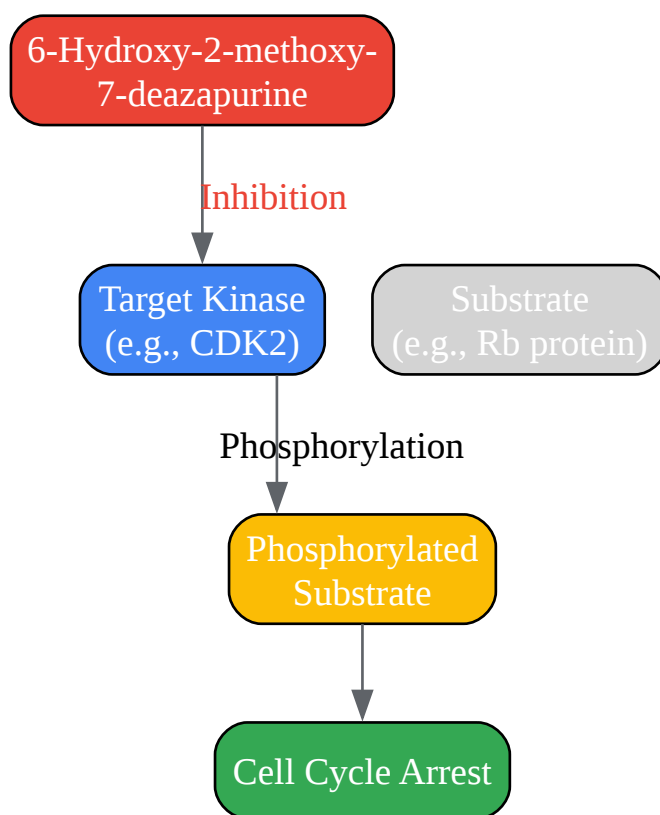 6-Hydroxy-2-methoxy-
7-deazapurine
Inhibition
Target Kinase
(e.g., CDK2)
Substrate
(e.g., Rb protein)
Phosphorylation
Phosphorylated
Substrate
Cell Cycle Arrest